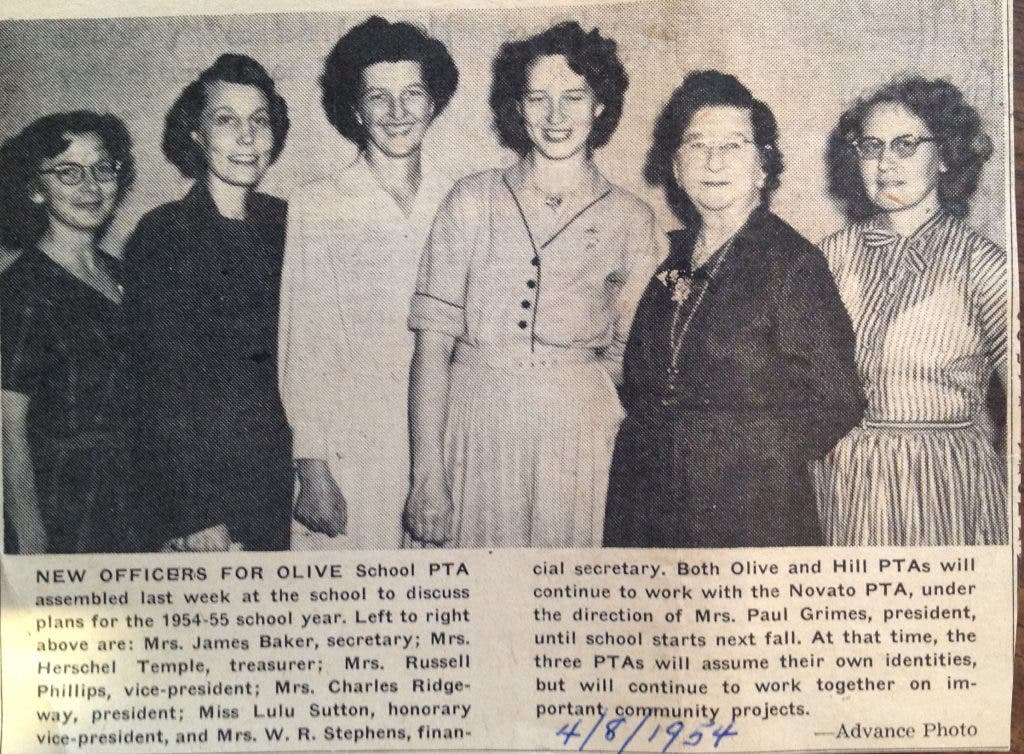 NEW OFFICERS FOR OLIVE School PTA
assembled last week at the school to discuss
plans for the 1954-55 school year. Left to right
above are: Mrs. James Baker, secretary; Mrs.
Herschel Temple, treasurer; Mrs. Russell
Phillips, vice-president; Mrs. Charles Ridge-
way, president; Miss Lulu Sutton, honorary
vice-president, and Mrs. W. R. Stephens, finan-
cial secretary. Both Olive and Hill PTAs will
continue to work with the Novato PTA, under
the direction of Mrs. Paul Grimes, president,
until school starts next fall. At that time, the
three PTAs will assume their own identities,
but will continue to work together on im-
portant community projects.
—Advance Photo
4/8/1954